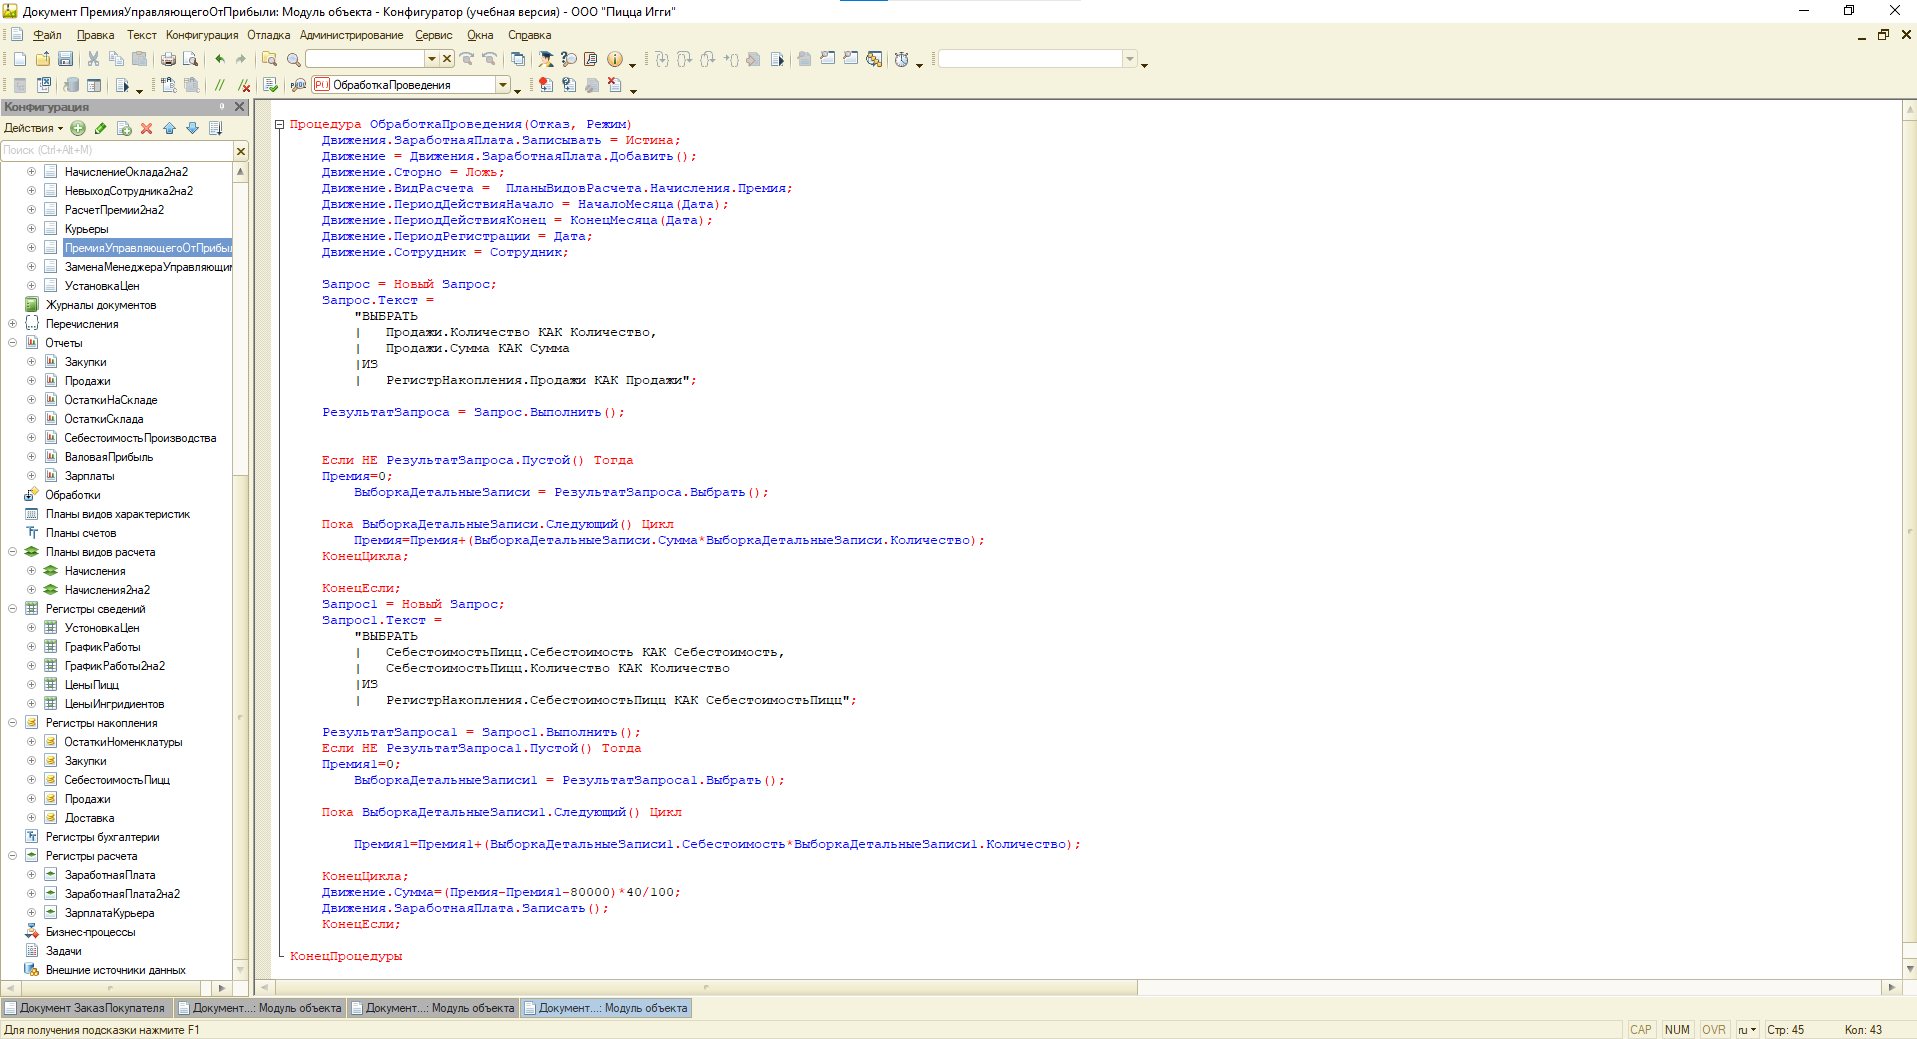 Документ ПремияУправляющегоОтПрибыли: Модуль объекта - Конфигуратор (учебная версия) - ООО "Пицца Игги"
Файл Правка Текст Конфигурация Отладка Администрирование Сервис Окна Справка
ОбработкаПроведения
Конфигурация
Действия
Поиск (Ctrl+Alt+M)
НачислениеОклада2на2
НевыходСотрудника2на2
РасчетПремии2на2
Курьеры
ПремияУправляющегоОтПрибыл
ЗаменаМенеджераУправляющи
УстановкаЦен
Журналы документов
Перечисления
Отчеты
Закупки
Продажи
ОстаткиНаСкладе
ОстаткиСклада
СебестоимостьПроизводства
ВаловаяПрибыль
Зарплаты
Обработки
Планы видов характеристик
Планы счетов
Планы видов расчета
Начисления
Начисления2на2
Регистры сведений
УстоновкаЦен
ГрафикРаботы
ГрафикРаботы2на2
ЦеныПицц
ЦеныИнгридиентов
Регистры накопления
ОстаткиНоменклатуры
Закупки
СебестоимостьПицц
Продажи
Доставка
Регистры бухгалтерии
Регистры расчета
ЗаработнаяПлата
ЗаработнаяПлата2на2
ЗарплатаКурьера
Бизнес-процессы
Задачи
Внешние источники данных
Процедура ОбработкаПроведения(Отказ, Режим)
Движения.ЗаработнаяПлата.Записывать = Истина;
Движение = Движения.ЗаработнаяПлата.Добавить();
Движение.Сторно = Ложь;
Движение.ВидРасчета =  ПланыВидовРасчета.Начисления.Премия;
Движение.ПериодДействияНачало = НачалоМесяца(Дата);
Движение.ПериодДействияКонец = КонецМесяца(Дата);
Движение.ПериодРегистрации = Дата;
Движение.Сотрудник = Сотрудник;
Запрос = Новый Запрос;
Запрос.Текст =
"ВЫБРАТЬ
|   Продажи.Количество КАК Количество,
|   Продажи.Сумма КАК Сумма
|ИЗ
|   РегистрНакопления.Продажи КАК Продажи";
РезультатЗапроса = Запрос.Выполнить();
Если НЕ РезультатЗапроса.Пустой() Тогда
Премия=0;
ВыборкаДетальныеЗаписи = РезультатЗапроса.Выбрать();
Пока ВыборкаДетальныеЗаписи.Следующий() Цикл
Премия=Премия+(ВыборкаДетальныеЗаписи.Сумма*ВыборкаДетальныеЗаписи.Количество);
КонецЦикла;
КонецЕсли;
Запрос1 = Новый Запрос;
Запрос1.Текст =
"ВЫБРАТЬ
|   СебестоимостьПицц.Себестоимость КАК Себестоимость,
|   СебестоимостьПицц.Количество КАК Количество
|ИЗ
|   РегистрНакопления.СебестоимостьПицц КАК СебестоимостьПицц";
РезультатЗапроса1 = Запрос1.Выполнить();
Если НЕ РезультатЗапроса1.Пустой() Тогда
Премия1=0;
ВыборкаДетальныеЗаписи1 = РезультатЗапроса1.Выбрать();
Пока ВыборкаДетальныеЗаписи1.Следующий() Цикл
Премия1=Премия1+(ВыборкаДетальныеЗаписи1.Себестоимость*ВыборкаДетальныеЗаписи1.Количество);
КонецЦикла;
Движение.Сумма=(Премия-Премия1-80000)*40/100;
Движения.ЗаработнаяПлата.Записать();
КонецЕсли;
КонецПроцедуры
Документ ЗаказПокупателя Документ...: Модуль объекта Документ...: Модуль объекта Документ...: Модуль объекта
Для получения подсказки нажмите F1 CAP NUM OVR ru Стр: 45 Кол: 43